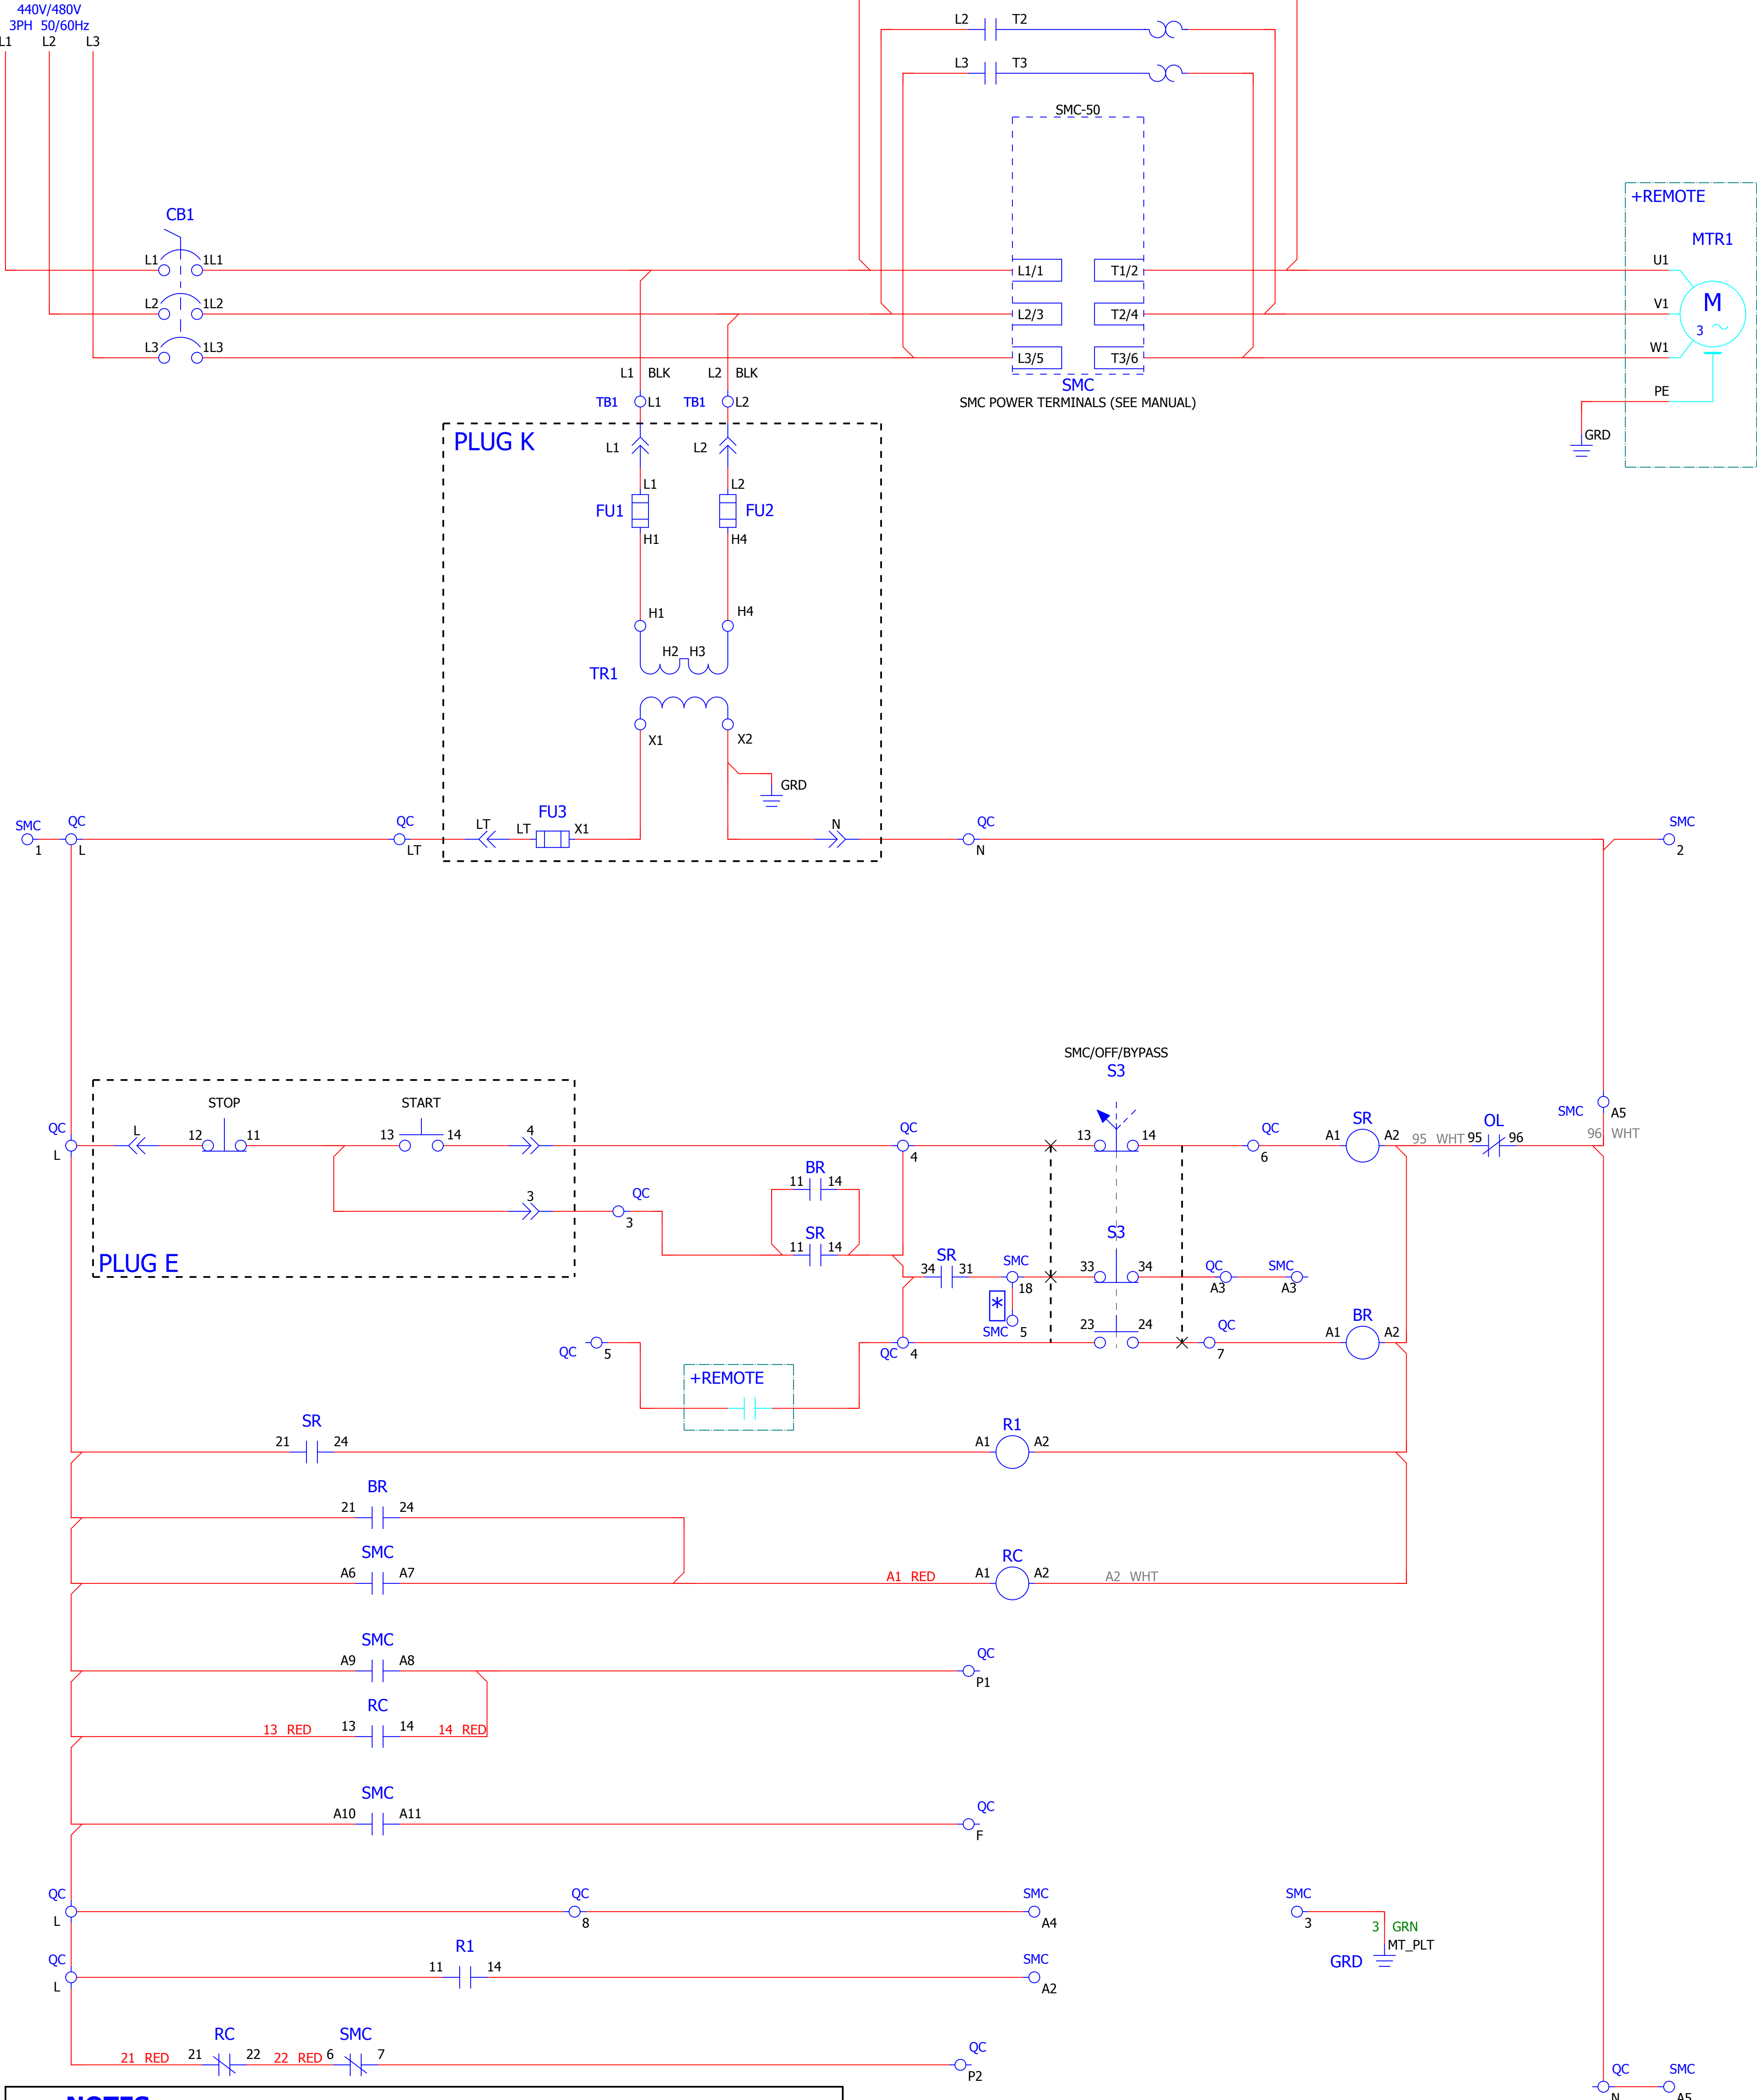 440V/480V
3PH 50/60Hz
L1 L2 L3
L2 T2
L3 T3
SMC-50
CB1
L1 1L1
L2 1L2
L3 1L3
L1/1 T1/2
L2/3 T2/4
L3/5 T3/6
SMC
SMC POWER TERMINALS (SEE MANUAL)
+REMOTE
MTR1
U1
V1
W1
M
3
PE
GRD
L1 BLK L2 BLK
TB1 L1 TB1 L2
PLUG K
L1 L2
L1 L2
FU1 FU2
H1 H4
H1 H4
H2 H3
TR1
X1 X2
GRD
FU3
SMC QC QC LT LT X1 N QC SMC
1 L LT N 2
SMC/OFF/BYPASS
S3
STOP START
QC L 12 11 13 14 4 QC 13 14 QC SR OL SMC A5
L 4 6 A1 A2 95 WHT 95 96 96 WHT
BR
11 14
3 QC
3
SR
11 14
PLUG E
S3
SR SMC
34 31 18 33 34 QC SMC
A3 A3
*
SMC 5 23 24 QC BR
QC 5 QC 4 7 A1 A2
+REMOTE
SR R1
21 24 A1 A2
BR
21 24
SMC RC
A6 A7 A1 RED A1 A2 A2 WHT
SMC
A9 A8 QC
P1
RC
13 RED 13 14 14 RED
SMC
A10 A11 QC
F
QC QC SMC SMC
L 8 A4 3
3 GRN
MT_PLT
GRD
QC R1 SMC
L 11 14 A2
RC SMC
21 RED 21 22 22 RED 6 7 QC
P2
QC SMC
N A5
NOTES